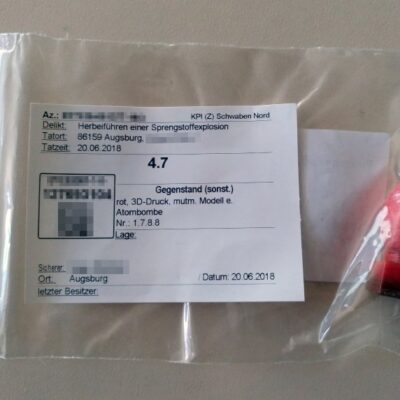 Az.: KPI (Z) Schwaben Nord
Delikt: Herbeiführen einer Sprengstoffexplosion
Tatort: 86159 Augsburg,
Tatzeit: 20.06.2018
4.7
Gegenstand (sonst.)
rot, 3D-Druck, mutm. Modell e.
Atombombe
Nr.: 1.7.8.8
Lage:
Sicherer:
Ort: Augsburg / Datum: 20.06.2018
letzter Besitzer: